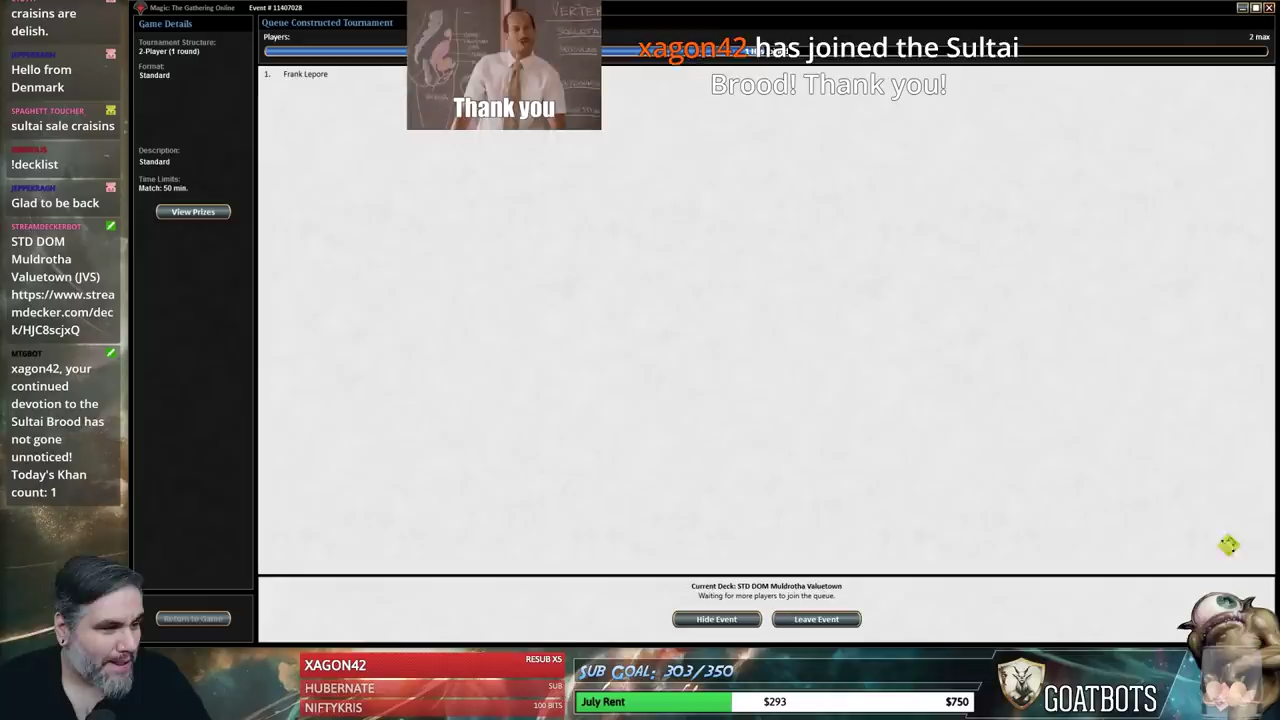 craisins are
delish.
JEPPEKRAGH
Hello from
Denmark
SPAGHETT TOUCHER
sultai sale craisins
!decklist
JEPPEKRAGH
Glad to be back
STREAMDECKERBOT
STD DOM
Muldrotha
Valuetown (JVS)
https://www.strea
mdecker.com/dec
k/HJC8scjxQ
MTGBOT
xagon42, your
continued
devotion to the
Sultai Brood has
not gone
unnoticed!
Today's Khan
count: 1
Magic: The Gathering Online Event # 11407028
Game Details
Tournament Structure:
2-Player (1 round)
Format:
Standard
Description:
Standard
Time Limits:
Match: 50 min.
View Prizes
Return to Game
Queue Constructed Tournament
Players:
2 max
1. Frank Lepore
Thank you
xagon42 has joined the Sultai
Brood! Thank you!
Current Deck: STD DOM Muldrotha Valuetown
Waiting for more players to join the queue.
Hide Event
Leave Event
XAGON42 RESUB X5
HUBERNATE SUB
NIFTYKRIS 100 BITS
SUB GOAL: 303/350
July Rent $293 $750
GOATBOTS